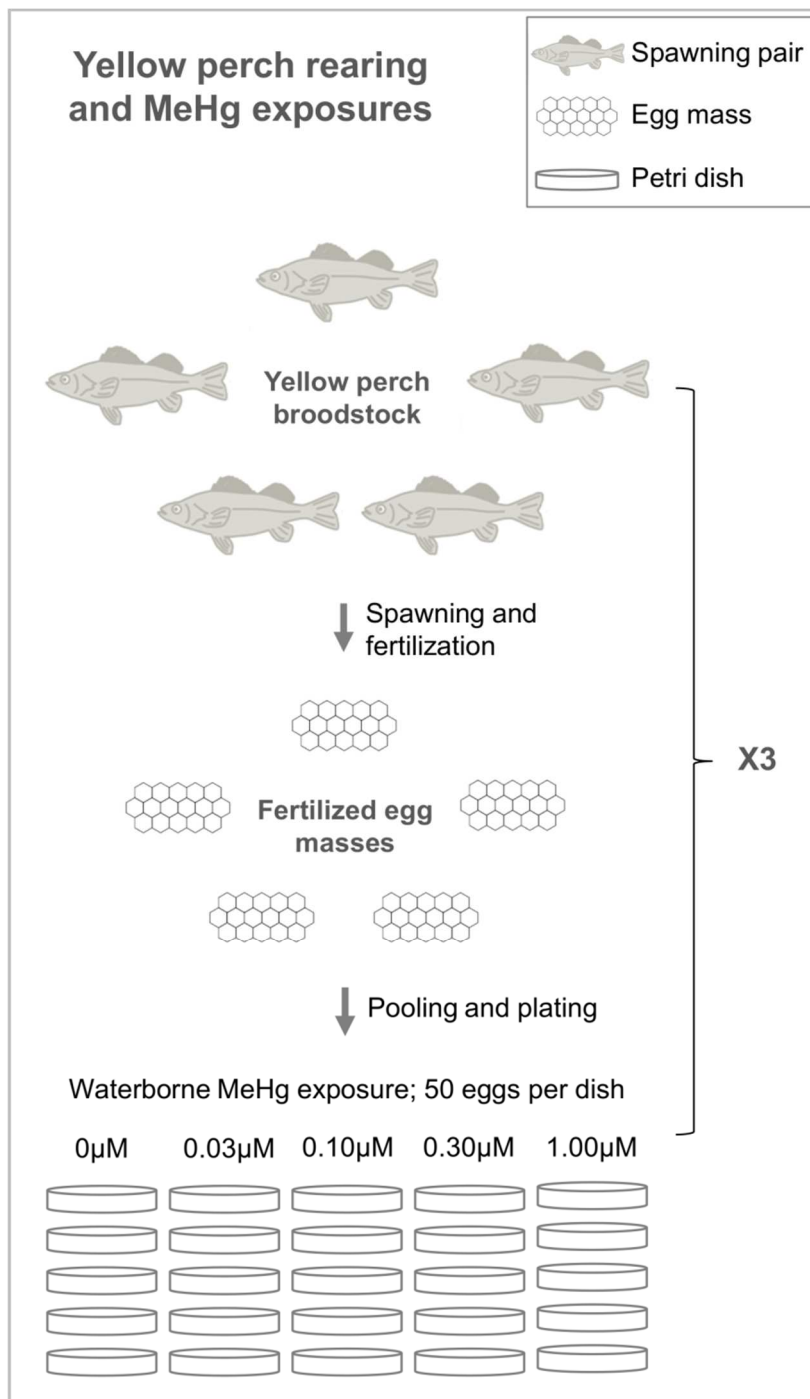 Yellow perch rearing
and MeHg exposures
Spawning pair
Egg mass
Petri dish
Yellow perch
broodstock
Spawning and
fertilization
Fertilized egg
masses
X3
Pooling and plating
Waterborne MeHg exposure; 50 eggs per dish
0µM 0.03µM 0.10µM 0.30µM 1.00µM